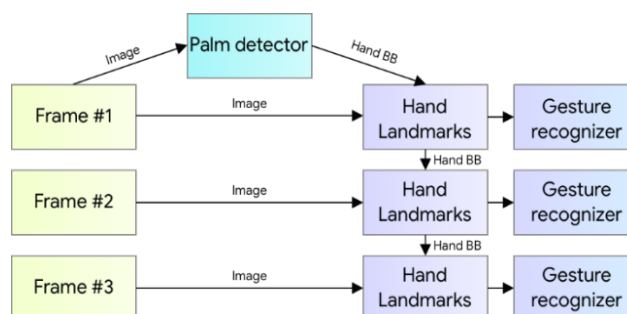 Palm detector
Image
Hand BB
Frame #1
Image
Hand
Landmarks
Gesture
recognizer
Hand BB
Frame #2
Image
Hand
Landmarks
Gesture
recognizer
Hand BB
Frame #3
Image
Hand
Landmarks
Gesture
recognizer